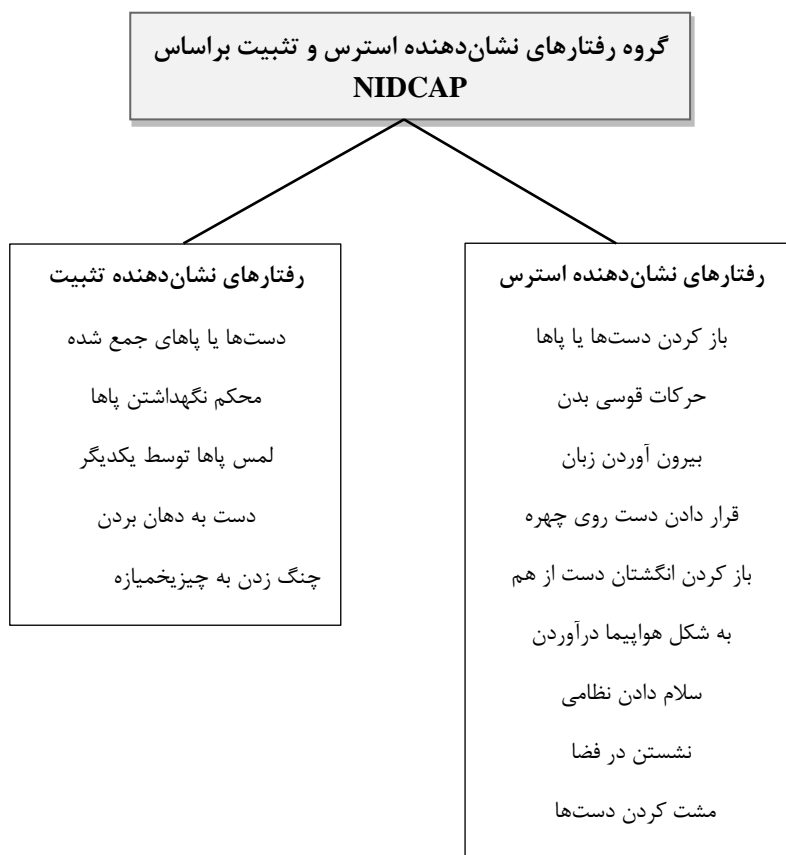 گروه رفتارهای نشان‌دهنده استرس و تثبیت براساس
NIDCAP
رفتارهای نشان‌دهنده استرس
باز کردن دست‌ها یا پاها
حرکات قوسی بدن
بیرون آوردن زبان
قرار دادن دست روی چهره
باز کردن انگشتان دست از هم
به شکل هواپیما درآوردن
سلام دادن نظامی
نشستن در فضا
مشت کردن دست‌ها
رفتارهای نشان‌دهنده تثبیت
دست‌ها یا پاهای جمع شده
محکم نگهداشتن پاها
لمس پاها توسط یکدیگر
دست به دهان بردن
چنگ زدن به چیزیخمیازه